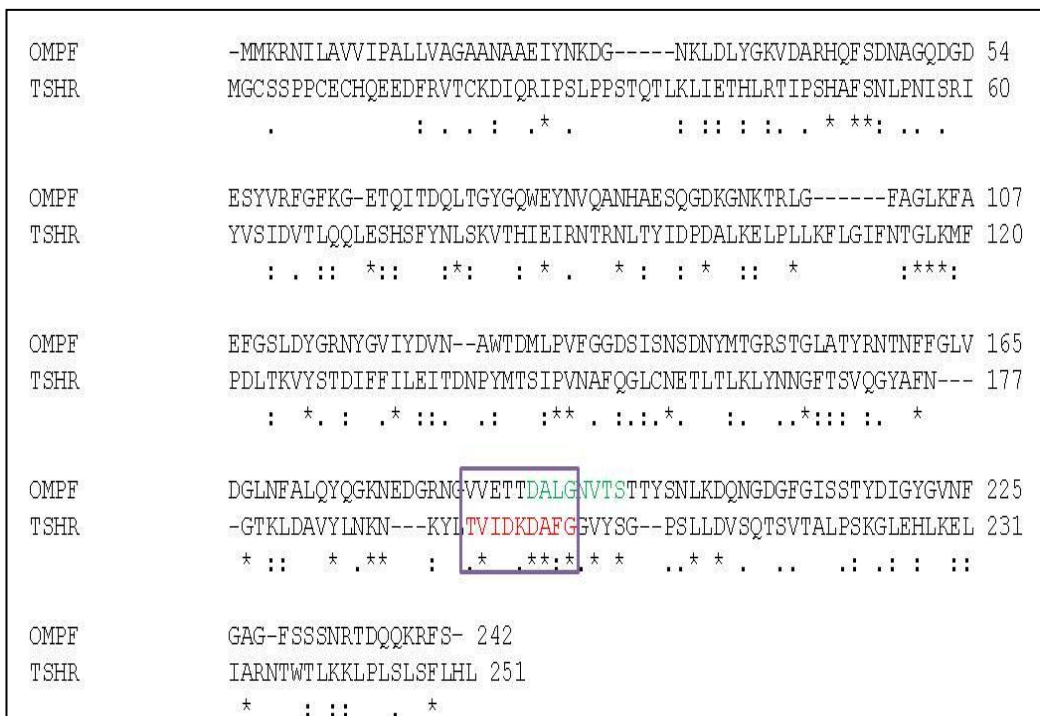 OMPF -MMKRNILAVVIPALLVAGAANAAEIYNKDG-----NKLDLYGKVDARHQFSDNAGQDGD 54
TSHR MGCSSPPCECHQEEDFRVTCKDIQRIPSLPPSTQTLKLIETHLRTIPSHAFSNLPNISRI 60
. : . . : .* . : :: : :. . * **: .. .
OMPF ESYVRFGFKG-ETQITDQLTGYGQWEYNVQANHAESQGDKGNKTRLG------FAGLKFA 107
TSHR YVSIDVTLQQLESHSFYNLSKVTHIEIRNTRNLTYIDPDALKELPLLKFLGIFNTGLKMF 120
: . :: *:: :*: : * . * : : * :: * :***:
OMPF EFGSLDYGRNYGVIYDVN--AWTDMLPVFGGDSISNSDNYMTGRSTGLATYRNTNFFGLV 165
TSHR PDLTKVYSTDIFFILEITDNPYMTSIPVNAFQGLCNETLTLKLYNNGFTSVQGYAFN--- 177
: *. : .* ::. .: :** . :.:.*. :. ..*::: :. *
OMPF DGLNFALQYQGKNEDGRNGVVETTDALGNVTSTTYSNLKDQNGDGFGISSTYDIGYGVNF 225
TSHR -GTKLDAVYLNKN---KYLTVIDKDAFGGVYSG--PSLLDVSQTSVTALPSKGLEHLKEL 231
* :: * .** : .* .**:*.* * ..* * . .. .: .: : ::
OMPF GAG-FSSSNRTDQQKRFS- 242
TSHR IARNTWTLKKLPLSLSFLHL 251
* : :: . *